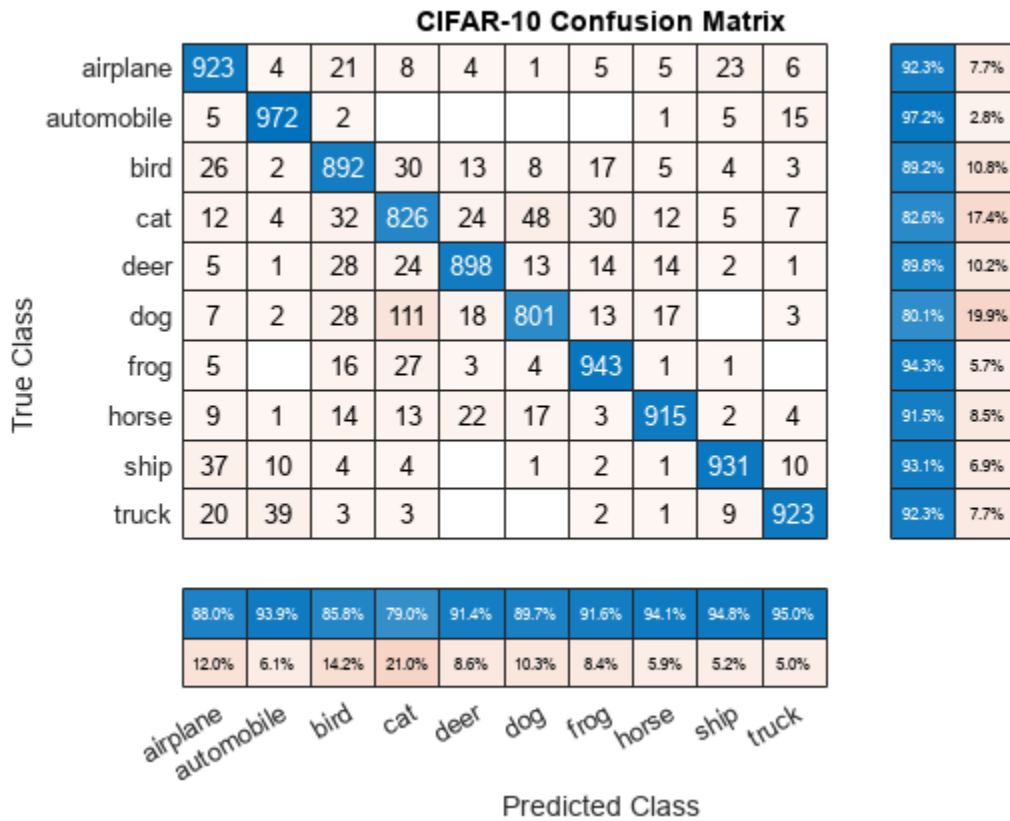 CIFAR-10 Confusion Matrix
airplane 923 4 21 8 4 1 5 5 23 6 92.3% 7.7%
automobile 5 972 2 1 5 15 97.2% 2.8%
bird 26 2 892 30 13 8 17 5 4 3 89.2% 10.8%
cat 12 4 32 826 24 48 30 12 5 7 82.6% 17.4%
deer 5 1 28 24 898 13 14 14 2 1 89.8% 10.2%
dog 7 2 28 111 18 801 13 17 3 80.1% 19.9%
frog 5 16 27 3 4 943 1 1 94.3% 5.7%
horse 9 1 14 13 22 17 3 915 2 4 91.5% 8.5%
ship 37 10 4 4 1 2 1 931 10 93.1% 6.9%
truck 20 39 3 3 2 1 9 923 92.3% 7.7%
True Class
88.0% 93.9% 85.8% 79.0% 91.4% 89.7% 91.6% 94.1% 94.8% 95.0%
12.0% 6.1% 14.2% 21.0% 8.6% 10.3% 8.4% 5.9% 5.2% 5.0%
airplane automobile bird cat deer dog frog horse ship truck
Predicted Class